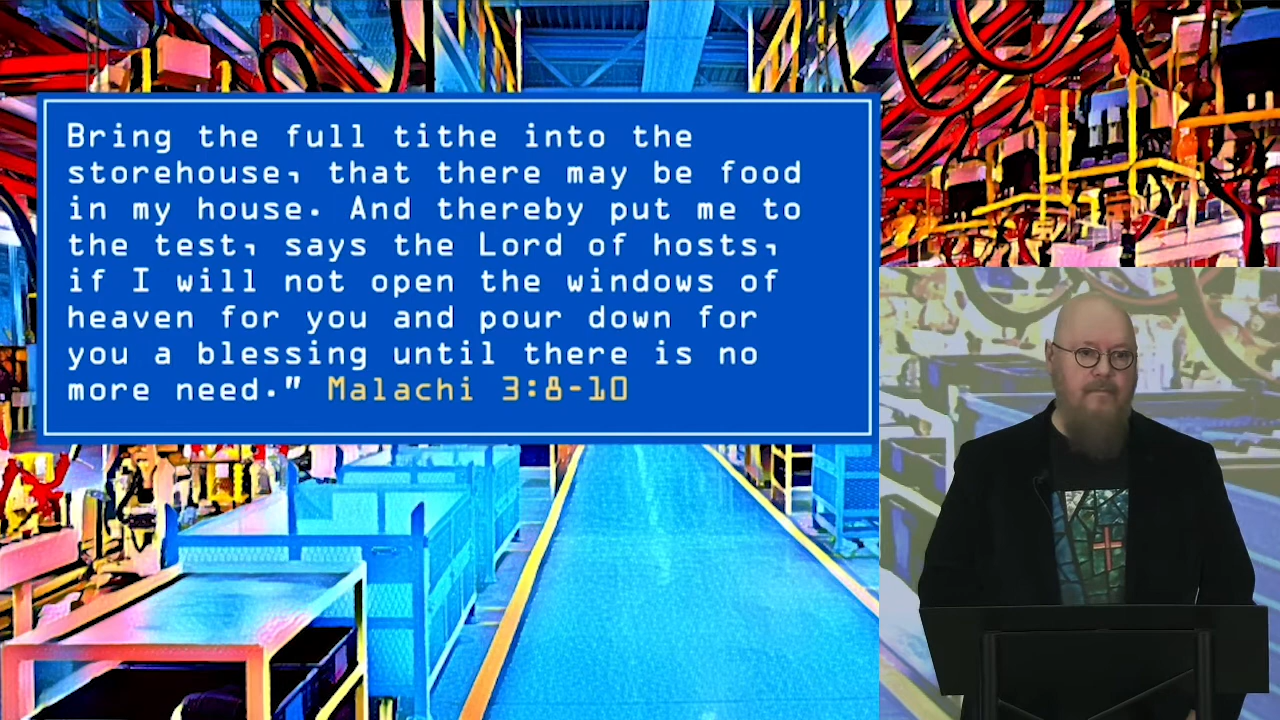 Bring the full tithe into the
storehouse, that there may be food
in my house. And thereby put me to
the test, says the Lord of hosts,
if I will not open the windows of
heaven for you and pour down for
you a blessing until there is no
more need.” Malachi 3:8-10